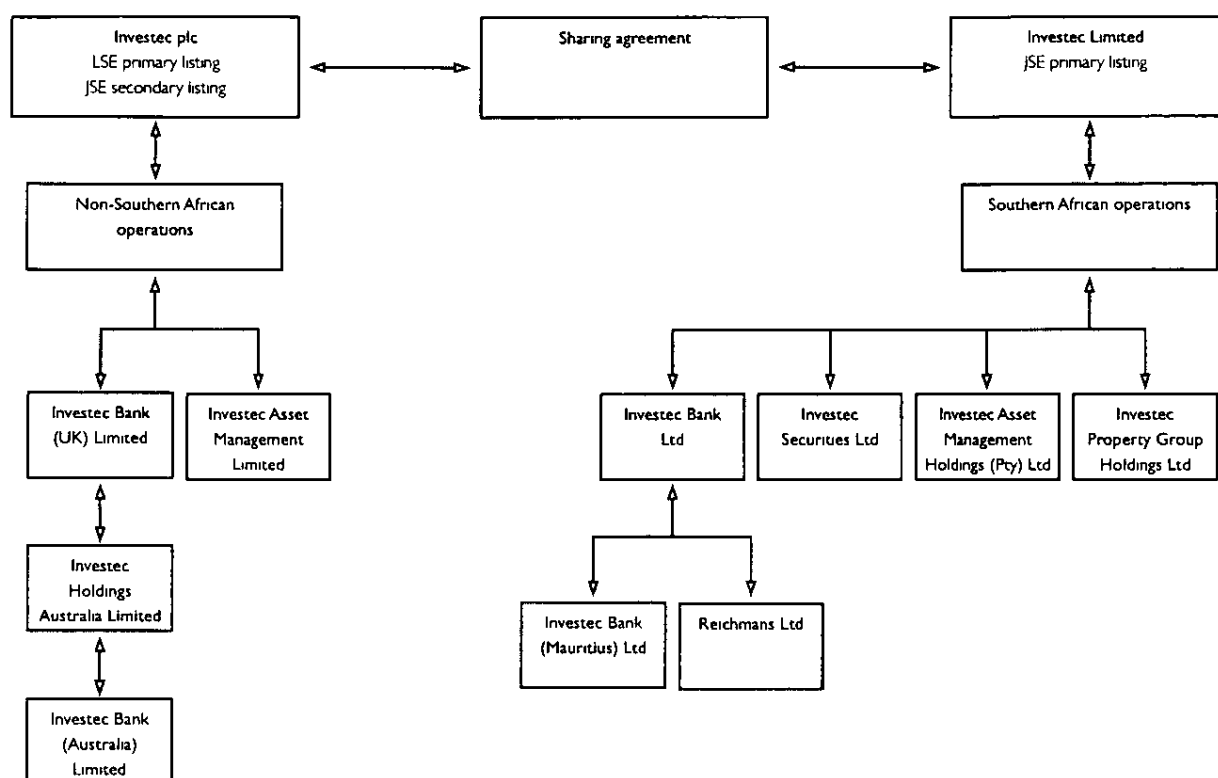 Investec plc
LSE primary listing
JSE secondary listing
Sharing agreement
Investec Limited
JSE primary listing
Non-Southern African
operations
Southern African operations
Investec Bank
(UK) Limited
Investec Asset
Management
Limited
Investec Bank
Ltd
Investec
Securities Ltd
Investec Asset
Management
Holdings (Pty) Ltd
Investec
Property Group
Holdings Ltd
Investec
Holdings
Australia Limited
Investec Bank
(Mauritius) Ltd
Reichmans Ltd
Investec Bank
(Australia)
Limited